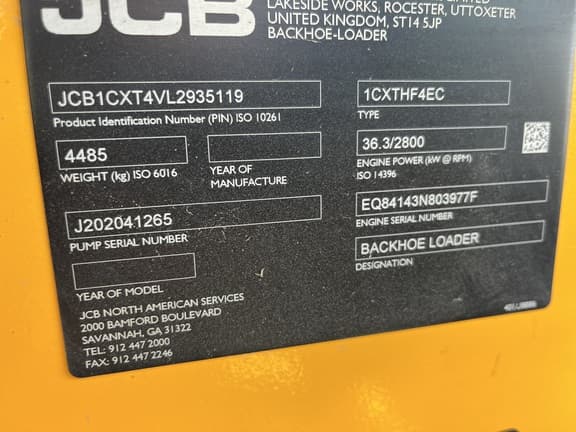 JCB
LAKESIDE WORKS, ROCESTER, UTTOXETER
UNITED KINGDOM, ST14 5JP
BACKHOE-LOADER
JCB1CXT4VL2935119
Product Identification Number (PIN) ISO 10261
1CXTHF4EC
TYPE
4485
WEIGHT (kg) ISO 6016
YEAR OF
MANUFACTURE
36.3/2800
ENGINE POWER (kW @ RPM)
ISO 14396
J202041265
PUMP SERIAL NUMBER
EQ84143N803977F
ENGINE SERIAL NUMBER
BACKHOE LOADER
DESIGNATION
YEAR OF MODEL
JCB NORTH AMERICAN SERVICES
2000 BAMFORD BOULEVARD
SAVANNAH, GA 31322
TEL: 912 447 2000
FAX: 912 447 2246